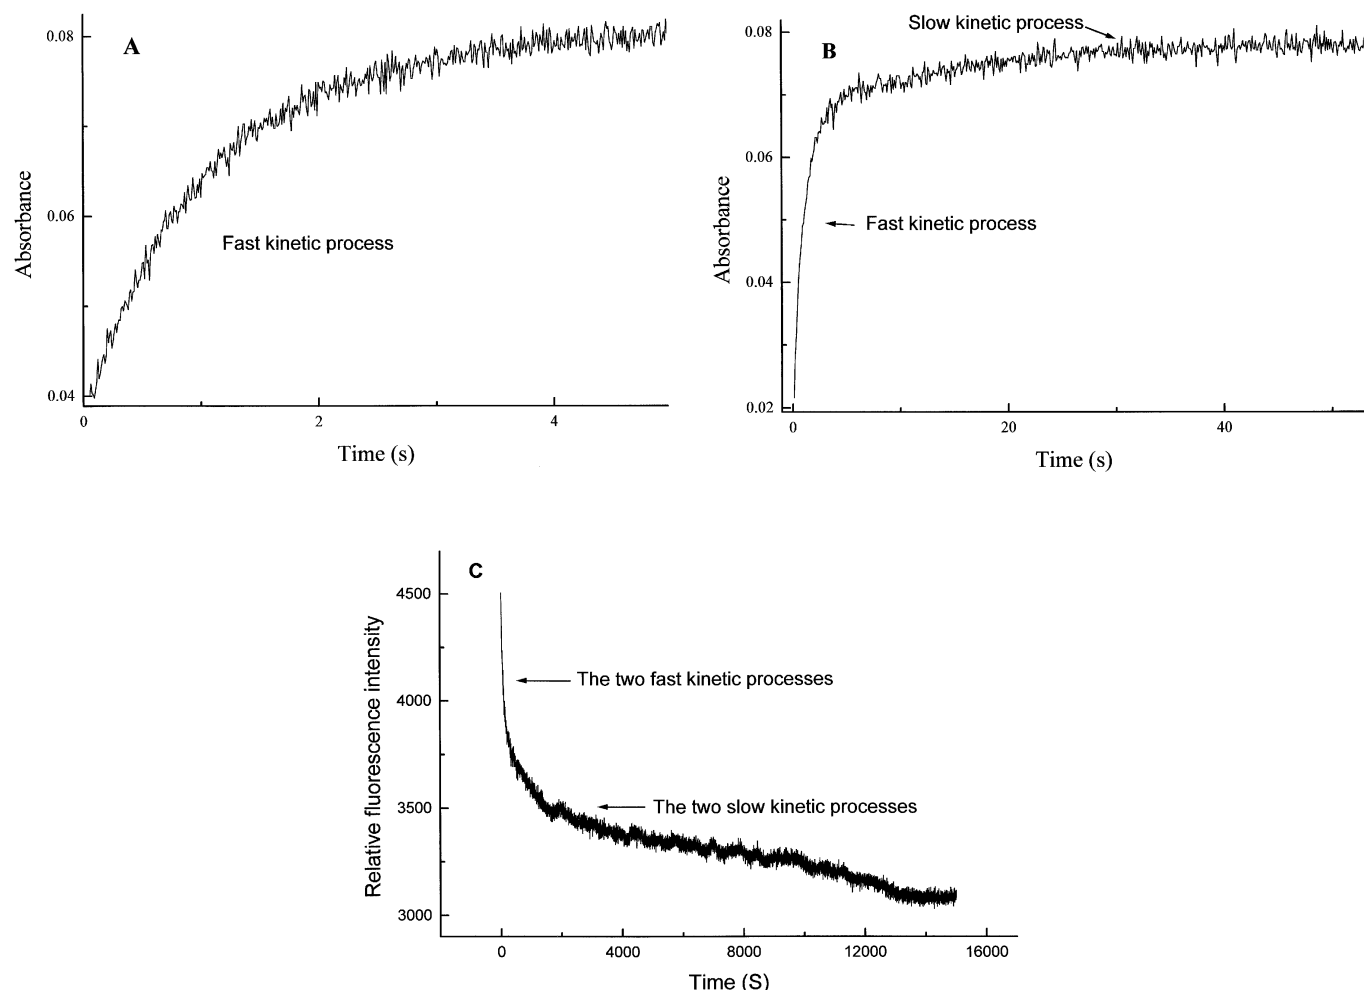 A
0.08
0.06
0.04
Absorbance
Fast kinetic process
0
2
4
Time (s)
B
Slow kinetic process
0.08
0.06
0.04
0.02
Absorbance
Fast kinetic process
0
20
40
Time (s)
C
4500
4000
3500
3000
Relative fluorescence intensity
The two fast kinetic processes
The two slow kinetic processes
0
4000
8000
12000
16000
Time (S)